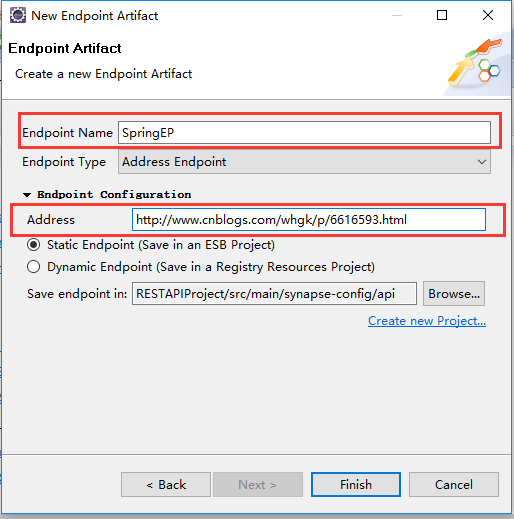 New Endpoint Artifact
Endpoint Artifact
Create a new Endpoint Artifact
Endpoint Name SpringEP
Endpoint Type Address Endpoint
Endpoint Configuration
Address http://www.cnblogs.com/whgk/p/6616593.html
Static Endpoint (Save in an ESB Project)
Dynamic Endpoint (Save in a Registry Resources Project)
Save endpoint in: RESTAPIProject/src/main/synapse-config/api Browse...
Create new Project...
< Back Next > Finish Cancel